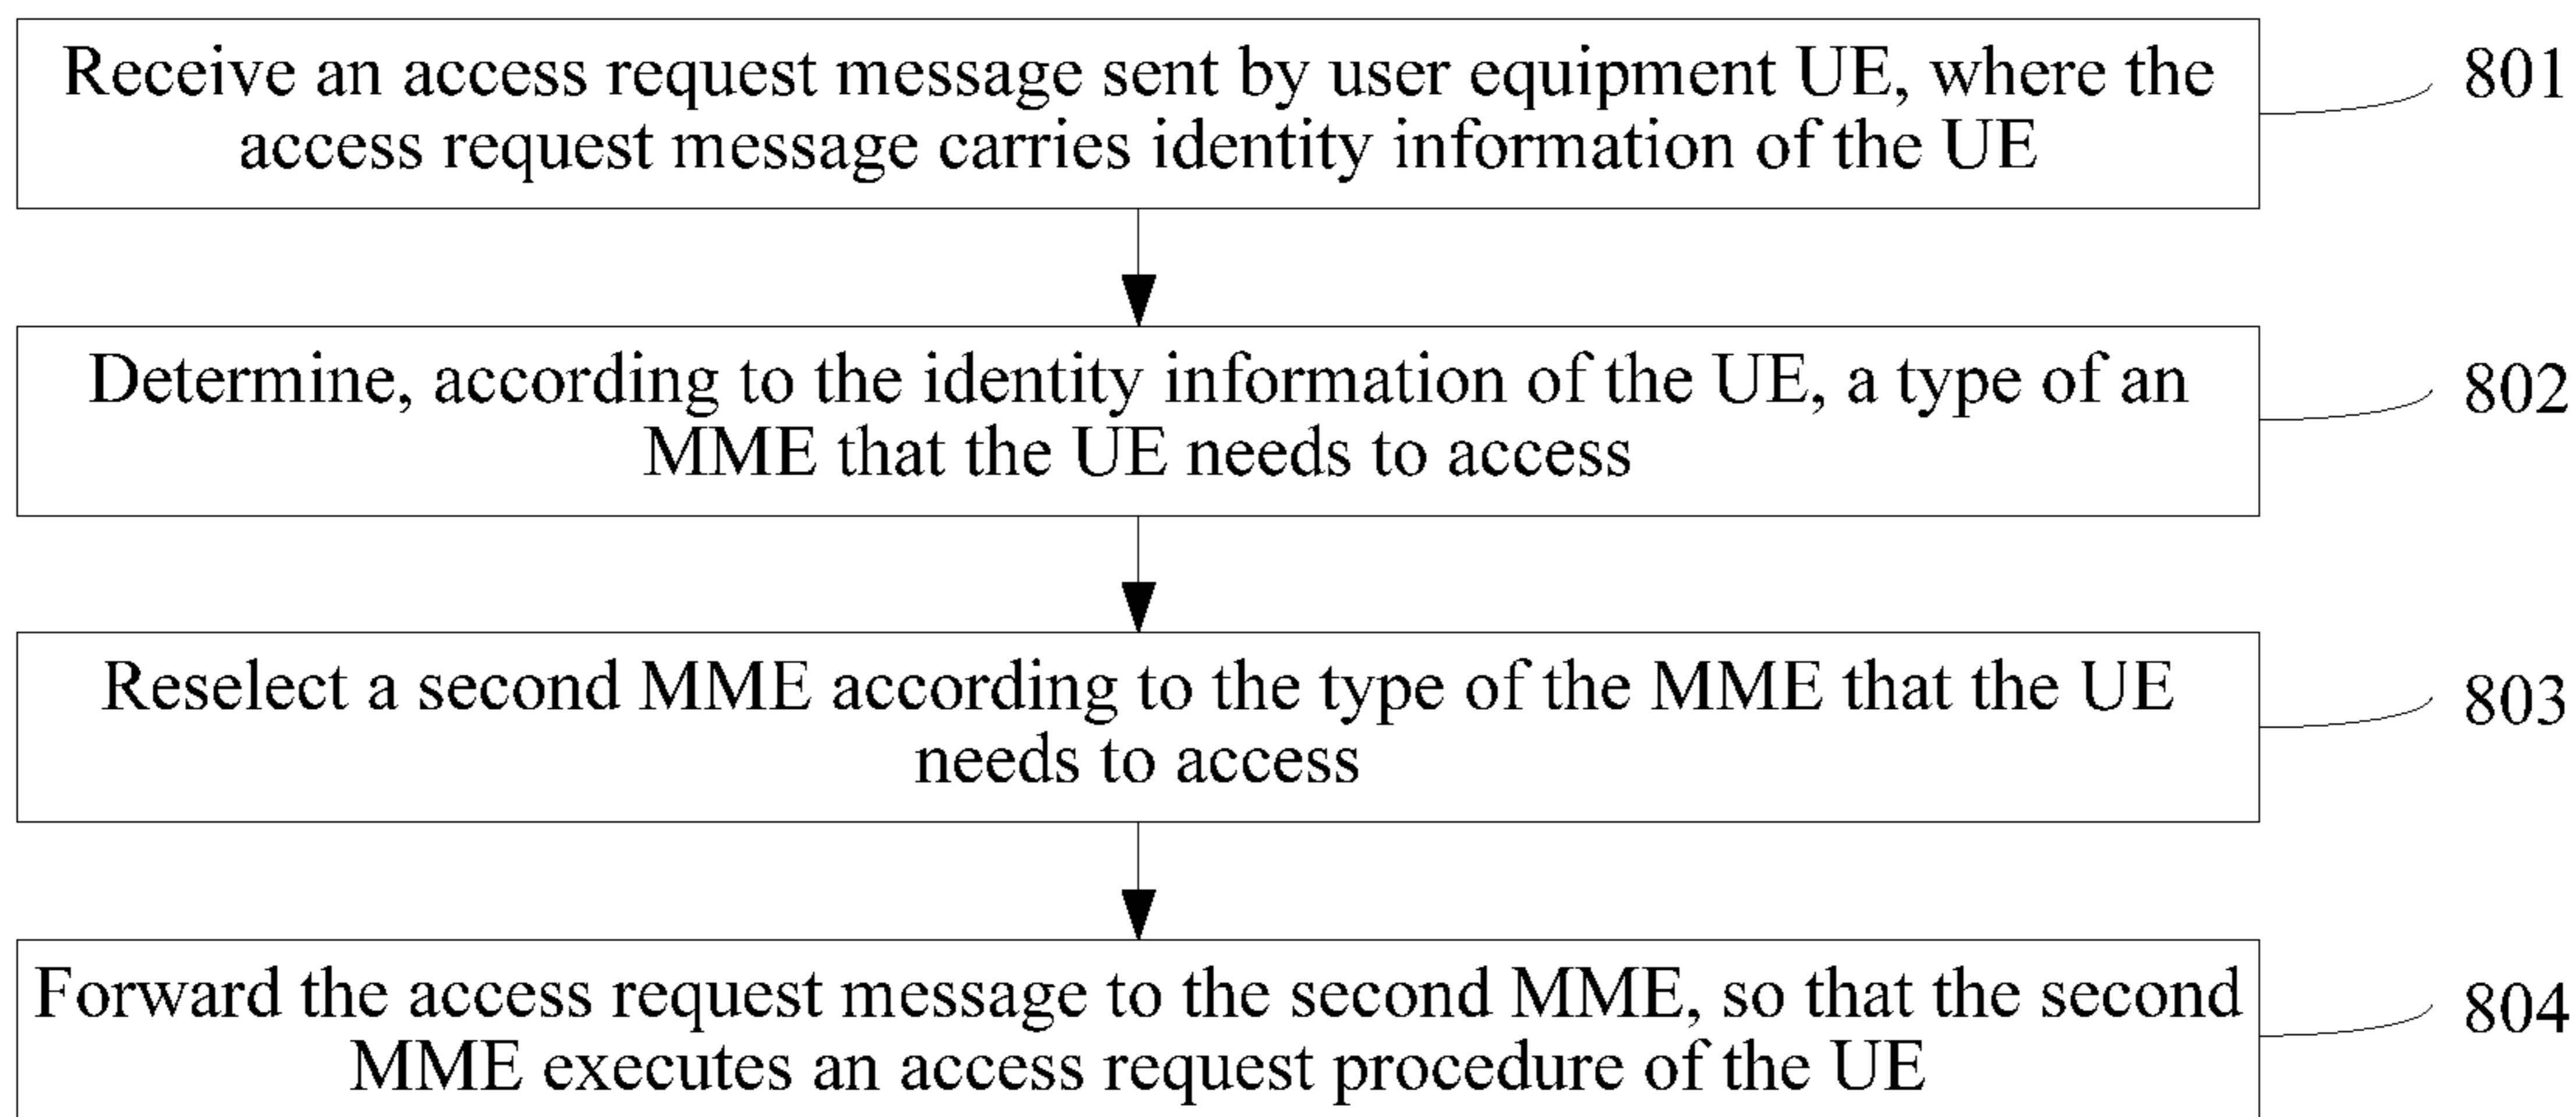 Receive an access request message sent by user equipment UE, where the
access request message carries identity information of the UE
801
Determine, according to the identity information of the UE, a type of an
MME that the UE needs to access
802
Reselect a second MME according to the type of the MME that the UE
needs to access
803
Forward the access request message to the second MME, so that the second
MME executes an access request procedure of the UE
804